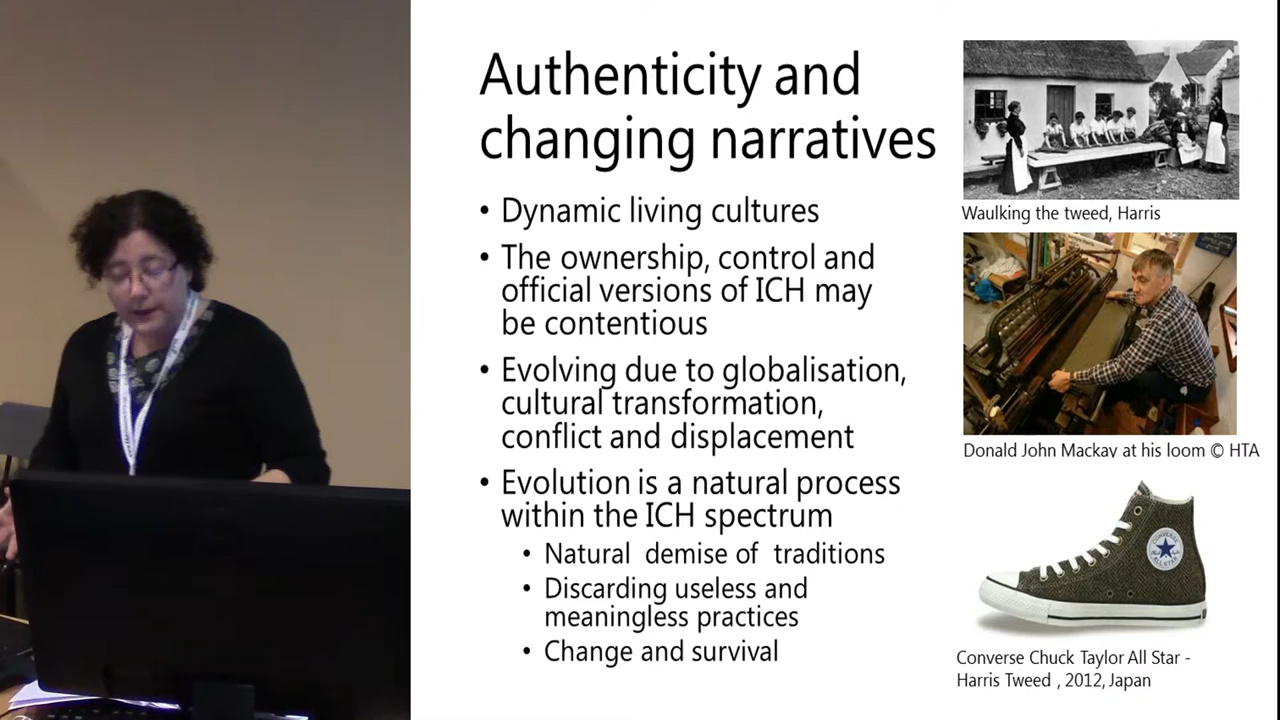 Authenticity and
changing narratives
• Dynamic living cultures
• The ownership, control and
official versions of ICH may
be contentious
• Evolving due to globalisation,
cultural transformation,
conflict and displacement
• Evolution is a natural process
within the ICH spectrum
• Natural demise of traditions
• Discarding useless and
meaningless practices
• Change and survival
Waulking the tweed, Harris
Donald John Mackay at his loom © HTA
CONVERSE
ALL STAR
Converse Chuck Taylor All Star -
Harris Tweed , 2012, Japan